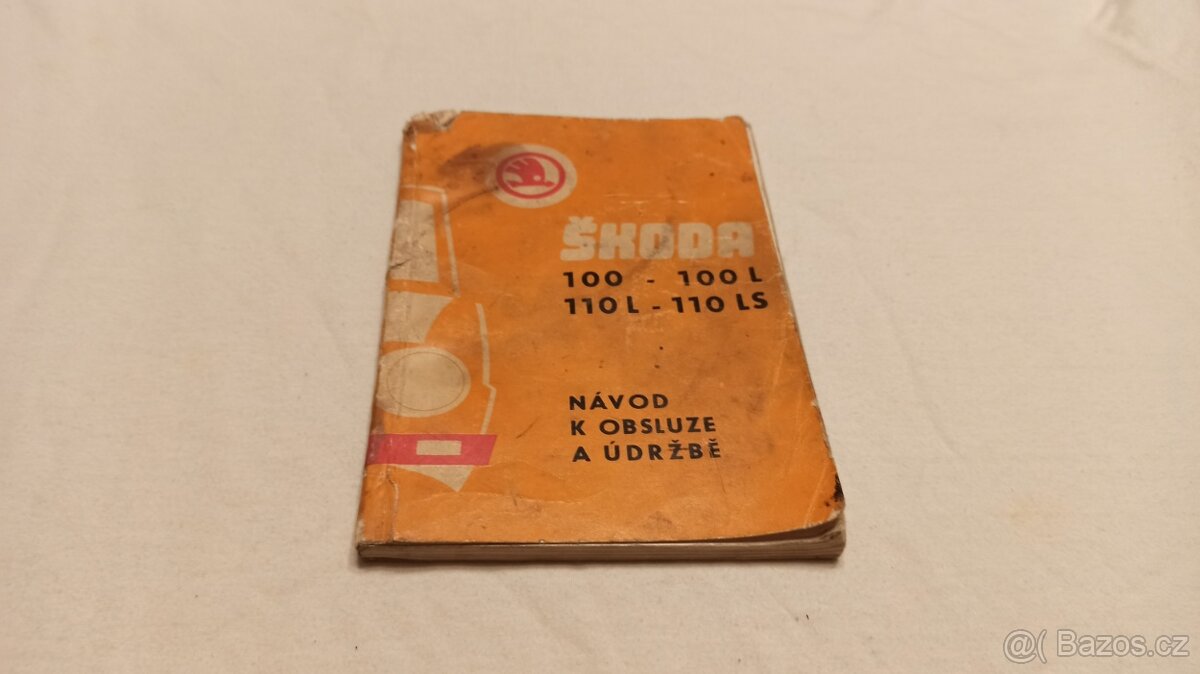 ŠKODA
100 - 100 L
110 L - 110 LS
NÁVOD
K OBSLUZE
A ÚDRŽBĚ
@( Bazos.cz